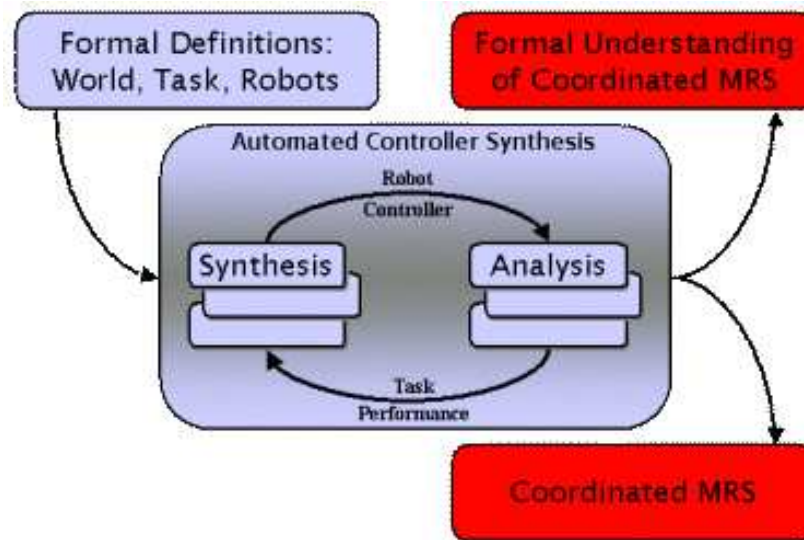 Formal Definitions:
World, Task, Robots
Formal Understanding
of Coordinated MRS
Automated Controller Synthesis
Robot
Controller
Synthesis
Analysis
Task
Performance
Coordinated MRS